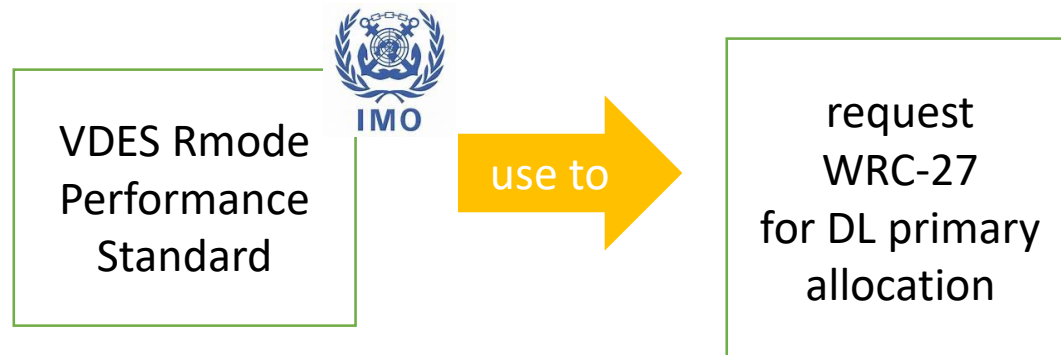 IMO
VDES Rmode
Performance
Standard
use to
request
WRC-27
for DL primary
allocation